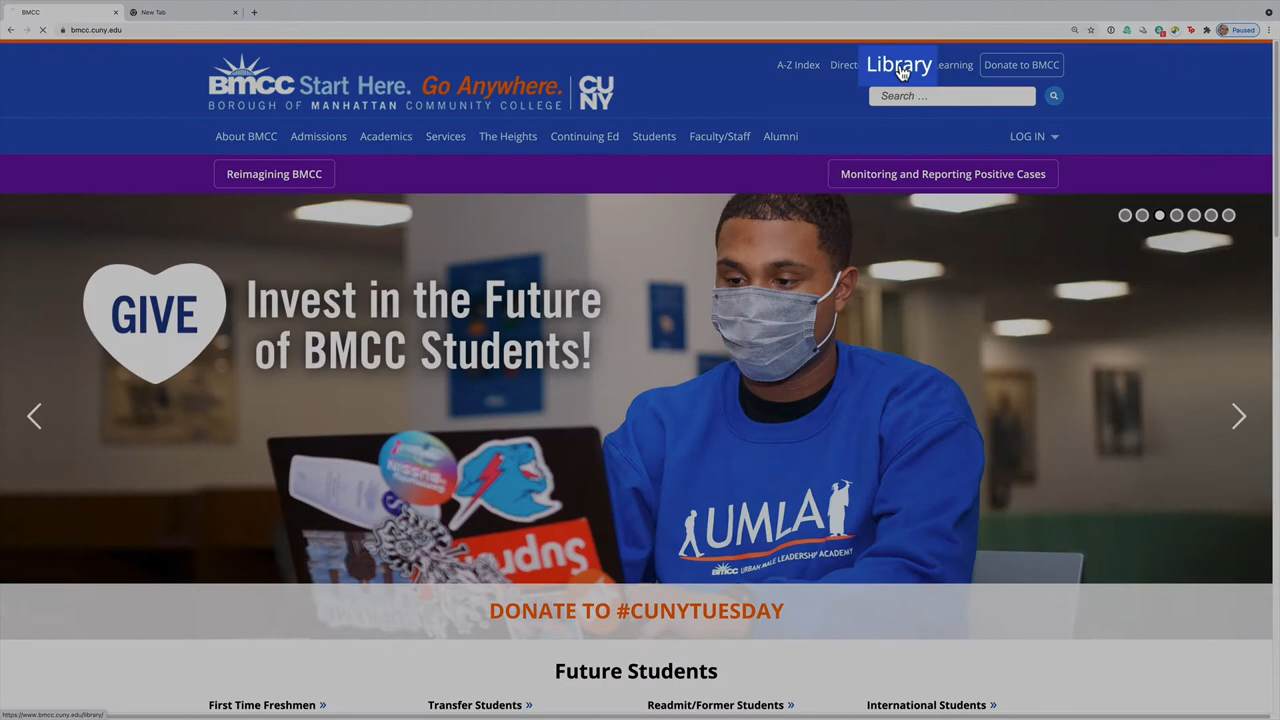 BMCC
New Tab
bmcc.cuny.edu
Paused
A-Z Index
Library
Donate to BMCC
BMCC Start Here. Go Anywhere. CU NY
BOROUGH OF MANHATTAN COMMUNITY COLLEGE
Search …
About BMCC Admissions Academics Services The Heights Continuing Ed Students Faculty/Staff Alumni LOG IN
Reimagining BMCC Monitoring and Reporting Positive Cases
GIVE
Invest in the Future
of BMCC Students!
UMLA
BMCC URBAN MALE LEADERSHIP ACADEMY
DONATE TO #CUNYTUESDAY
Future Students
First Time Freshmen » Transfer Students » Readmit/Former Students » International Students »
https://www.bmcc.cuny.edu/library/